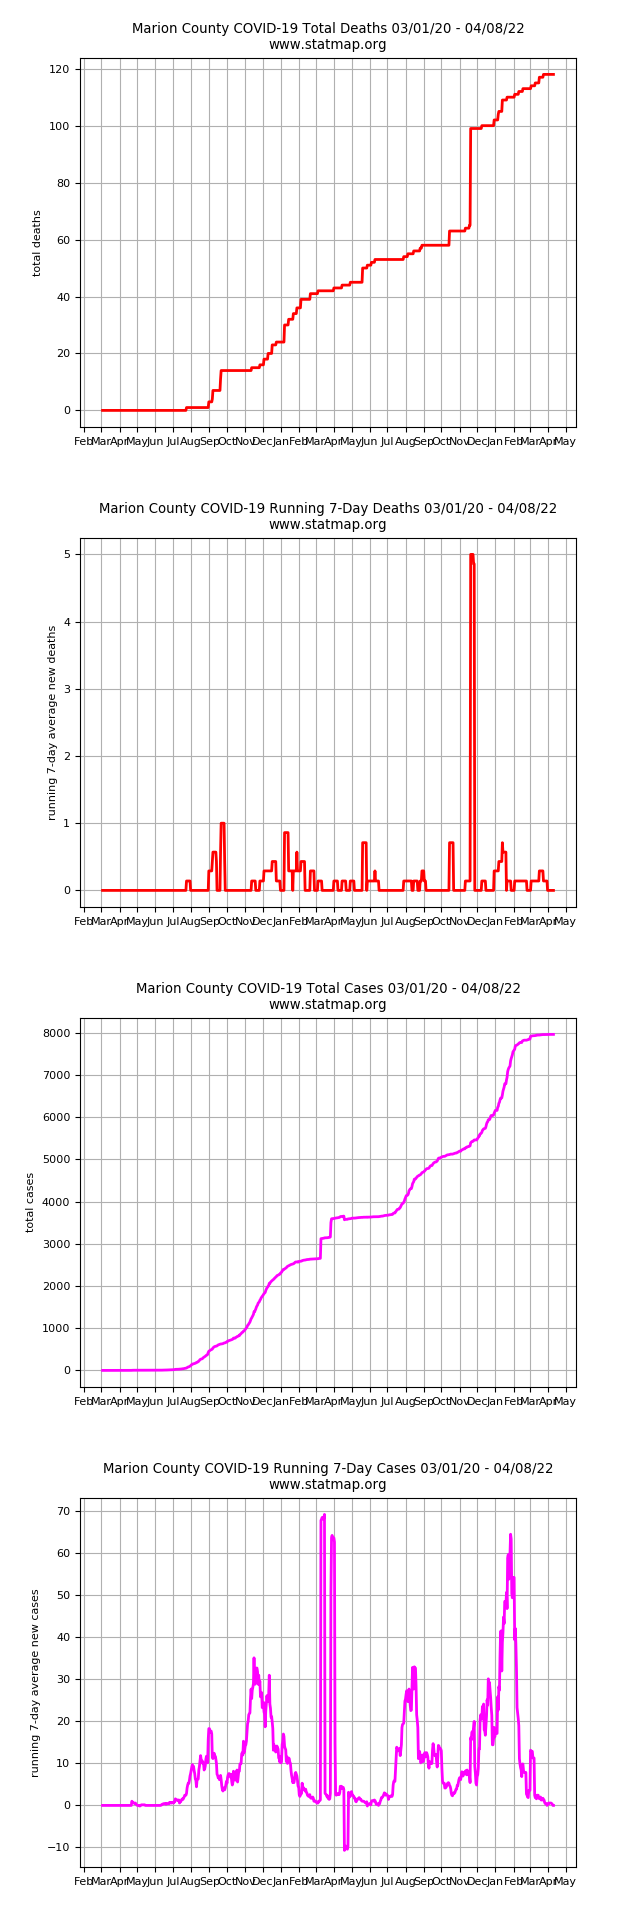 Marion County COVID-19 Total Deaths 03/01/20 - 04/08/22
www.statmap.org
120
100
80
60
40
20
0
total deaths
Feb Mar Apr May Jun Jul Aug Sep Oct Nov Dec Jan Feb Mar Apr May Jun Jul Aug Sep Oct Nov Dec Jan Feb Mar Apr May
Marion County COVID-19 Running 7-Day Deaths 03/01/20 - 04/08/22
www.statmap.org
5
4
3
2
1
0
running 7-day average new deaths
Feb Mar Apr May Jun Jul Aug Sep Oct Nov Dec Jan Feb Mar Apr May Jun Jul Aug Sep Oct Nov Dec Jan Feb Mar Apr May
Marion County COVID-19 Total Cases 03/01/20 - 04/08/22
www.statmap.org
8000
7000
6000
5000
4000
3000
2000
1000
0
total cases
Feb Mar Apr May Jun Jul Aug Sep Oct Nov Dec Jan Feb Mar Apr May Jun Jul Aug Sep Oct Nov Dec Jan Feb Mar Apr May
Marion County COVID-19 Running 7-Day Cases 03/01/20 - 04/08/22
www.statmap.org
70
60
50
40
30
20
10
0
−10
running 7-day average new cases
Feb Mar Apr May Jun Jul Aug Sep Oct Nov Dec Jan Feb Mar Apr May Jun Jul Aug Sep Oct Nov Dec Jan Feb Mar Apr May